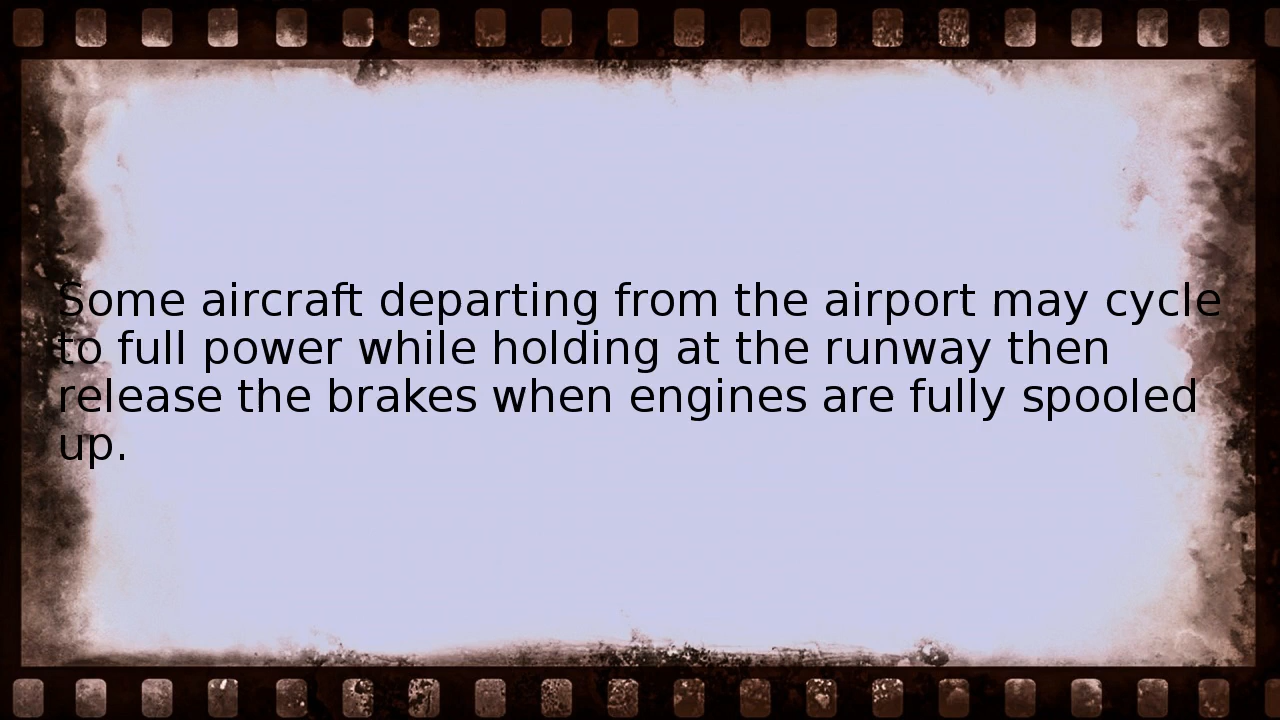 Some aircraft departing from the airport may cycle
to full power while holding at the runway then
release the brakes when engines are fully spooled
up.